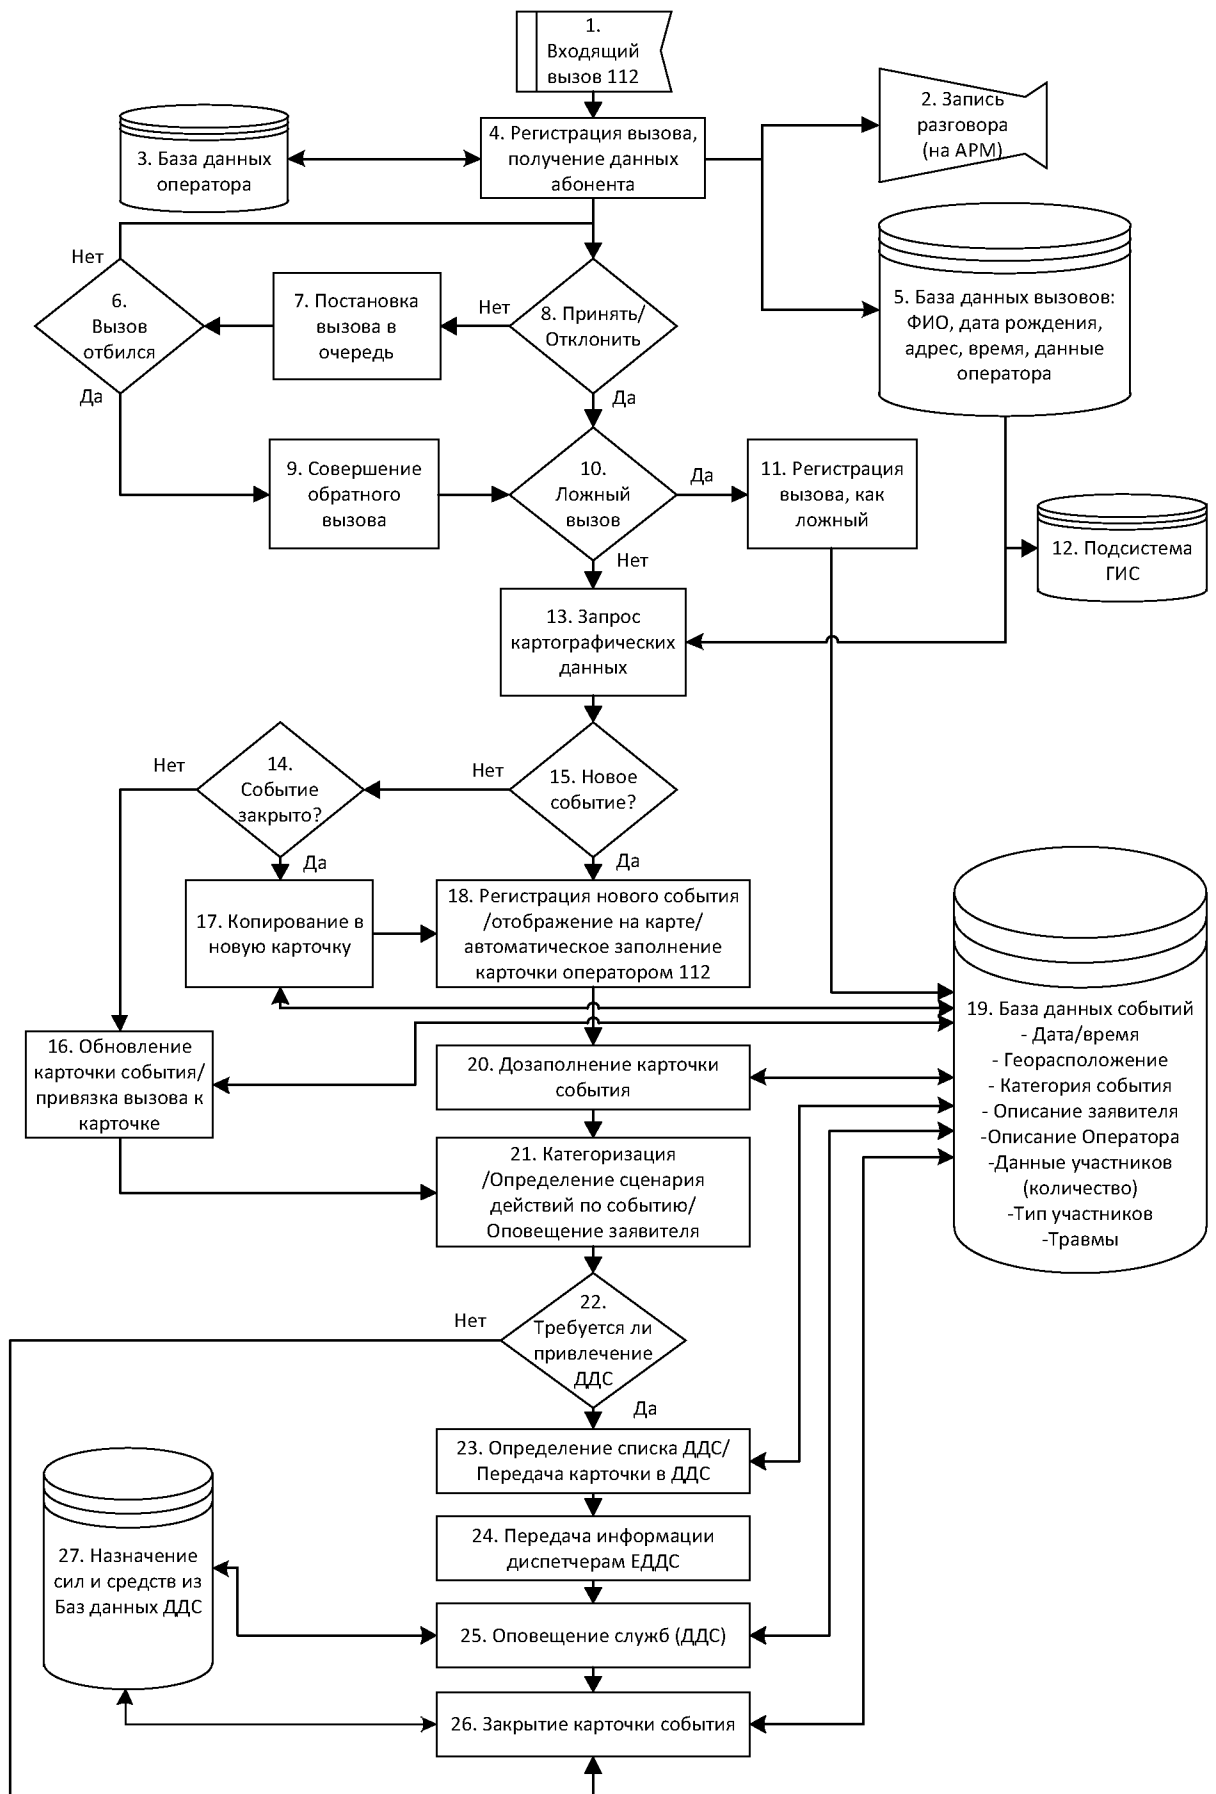 1.
Входящий
вызов 112
2. Запись
разговора
(на АРМ)
3. База данных
оператора
4. Регистрация вызова,
получение данных
абонента
5. База данных вызовов:
ФИО, дата рождения,
адрес, время, данные
оператора
Нет
6.
Вызов
отбился
Да
7. Постановка
вызова в
очередь
Нет
8. Принять/
Отклонить
Да
9. Совершение
обратного
вызова
10.
Ложный
вызов
Да
Нет
11. Регистрация
вызова, как
ложный
12. Подсистема
ГИС
13. Запрос
картографических
данных
Нет
14.
Событие
закрыто?
Да
Нет
15. Новое
событие?
Да
17. Копирование в
новую карточку
18. Регистрация нового события
/отображение на карте/
автоматическое заполнение
карточки оператором 112
16. Обновление
карточки события/
привязка вызова к
карточке
19. База данных событий
- Дата/время
- Георасположение
- Категория события
- Описание заявителя
-Описание Оператора
-Данные участников
(количество)
-Тип участников
-Травмы
20. Дозаполнение карточки
события
21. Категоризация
/Определение сценария
действий по событию/
Оповещение заявителя
Нет
22.
Требуется ли
привлечение
ДДС
Да
23. Определение списка ДДС/
Передача карточки в ДДС
24. Передача информации
диспетчерам ЕДДС
27. Назначение
сил и средств из
Баз данных ДДС
25. Оповещение служб (ДДС)
26. Закрытие карточки события